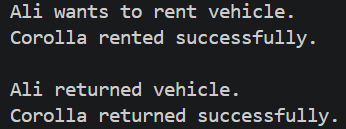 Ali wants to rent vehicle.
Corolla rented successfully.

Ali returned vehicle.
Corolla returned successfully.